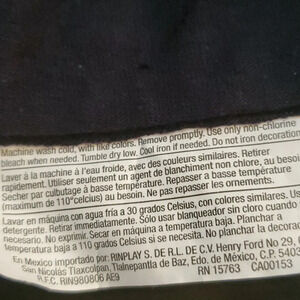 Machine wash cold, with like colors. Remove promptly. Use only non-chlorine
bleach when needed. Tumble dry low. Cool iron if needed. Do not iron decoration
Laver à la machine à l'eau froide, avec des couleurs similaires. Retirer
rapidement. Utiliser seulement un agent de blanchiment non chloré, au besoin
Sécher par culbutage à basse température. Repasser à basse température
(maximum de 110°celcius) au besoin. Ne pas repasser les ornements.
Lavar en máquina con agua fría a 30 grados Celsius, con colores similares. Us
detergente. Retirar inmediatamente. Sólo usar blanqueador sin cloro cuando
necesario. No exprimir. Secar en máquina a temperatura baja. Planchar a
temperatura baja a 110 grados Celsius si se necesita. No planchar
En Mexico importado por: RINPLAY S. DE R.L. DE C.V. Henry Ford No 29,
San Nicolás Tlaxcolpan, Tlalnepantla de Baz, Edo. de México, C.P. 5403
R.F.C. RIN980806 AE9 RN 15763 CA00153